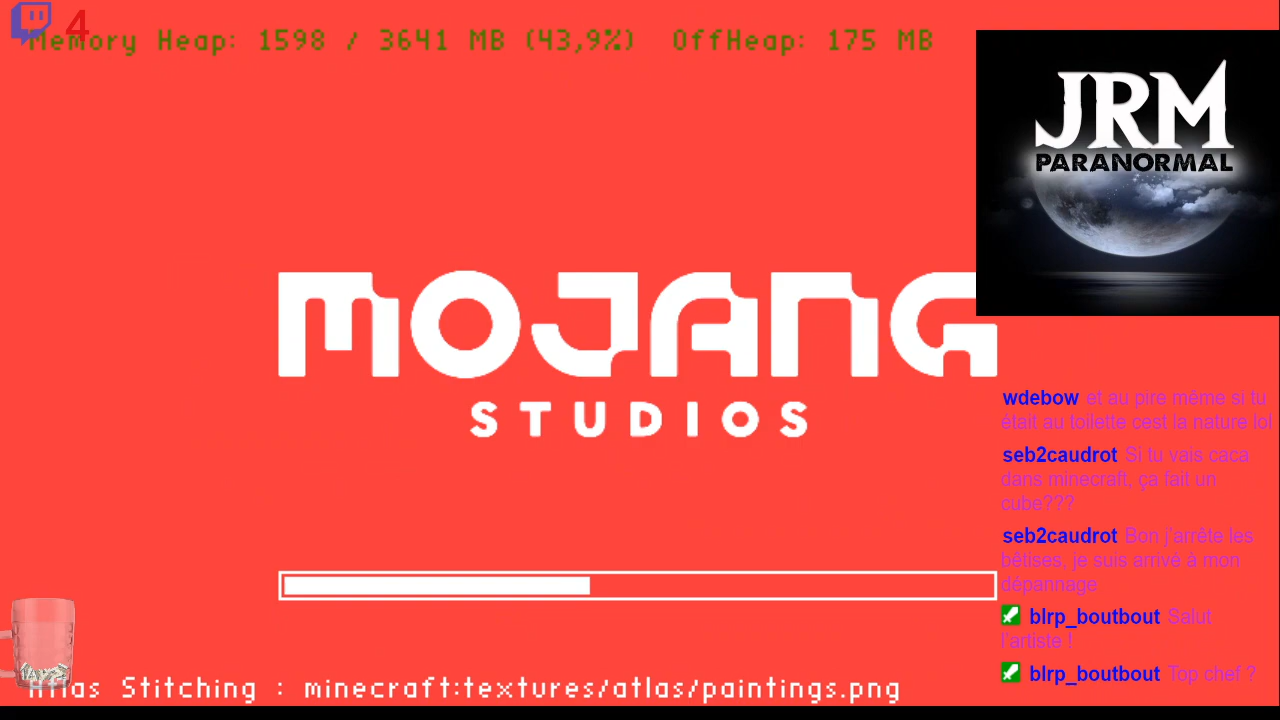 4
Memory Heap: 1598 / 3641 MB (43,9%) OffHeap: 175 MB
JRM
PARANORMAL
MOJANG
STUDIOS
wdebow et au pire même si tu
était au toilette cest la nature lol
seb2caudrot Si tu vais caca
dans minecraft, ça fait un
cube???
seb2caudrot Bon j'arrête les
bêtises, je suis arrivé à mon
dépannage
blrp_boutbout Salut
l'artiste !
blrp_boutbout Top chef ?
Atlas Stitching : minecraft:textures/atlas/paintings.png